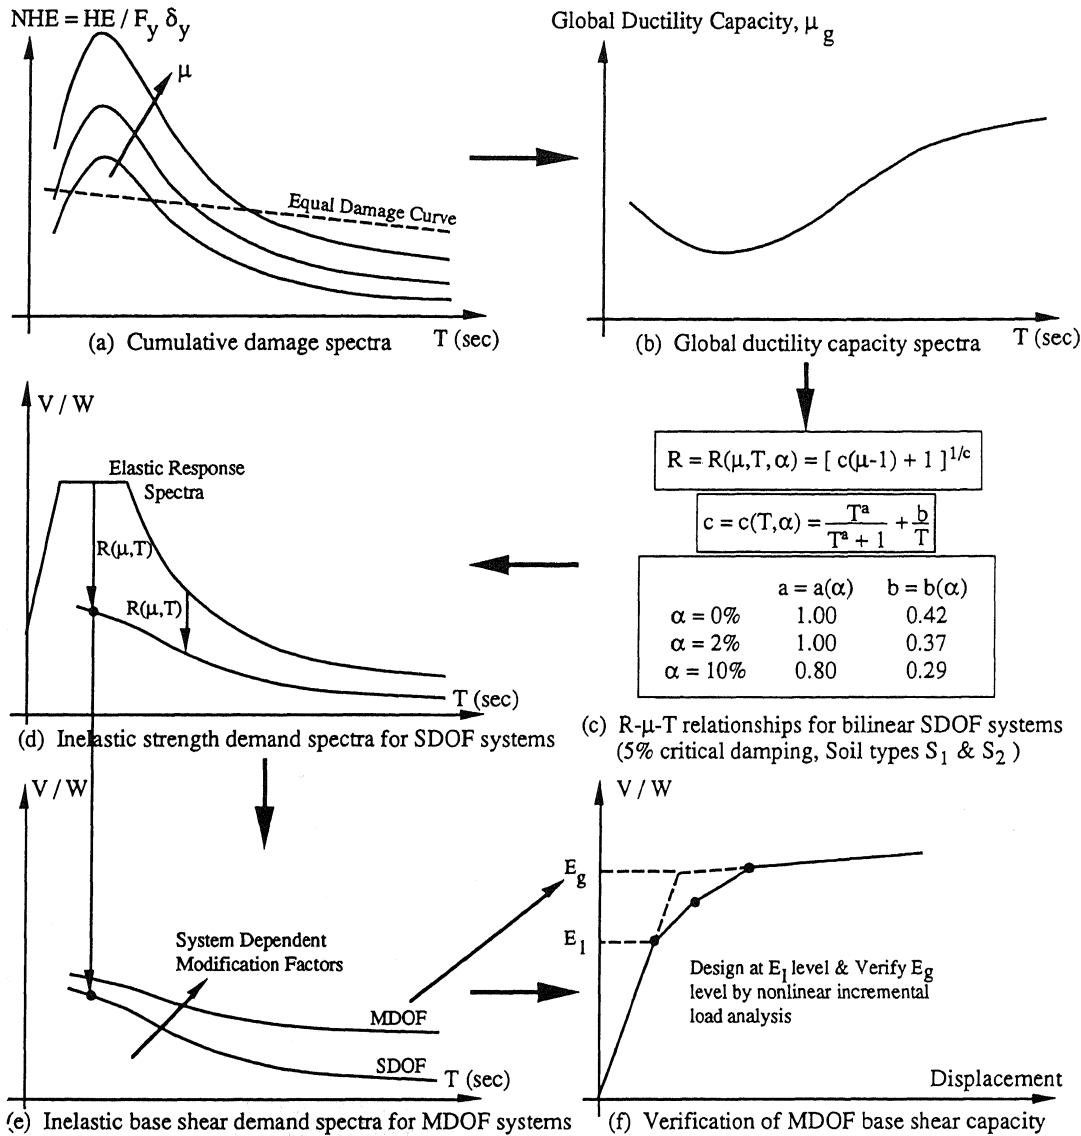 NHE = HE / F_y δ_y
μ
Equal Damage Curve
T (sec)
(a) Cumulative damage spectra
Global Ductility Capacity, μ_g
T (sec)
(b) Global ductility capacity spectra
R = R(μ,T,α) = [ c(μ-1) + 1 ]^{1/c}
c = c(T,α) = T^a / (T^a + 1) + b / T
a = a(α) b = b(α)
α = 0% 1.00 0.42
α = 2% 1.00 0.37
α = 10% 0.80 0.29
(c) R-μ-T relationships for bilinear SDOF systems
(5% critical damping, Soil types S_1 & S_2 )
V / W
Elastic Response
Spectra
R(μ,T)
R(μ,T)
T (sec)
(d) Inelastic strength demand spectra for SDOF systems
V / W
System Dependent
Modification Factors
MDOF
SDOF
T (sec)
(e) Inelastic base shear demand spectra for MDOF systems
V / W
E_g
E_l
Design at E_l level & Verify E_g
level by nonlinear incremental
load analysis
Displacement
(f) Verification of MDOF base shear capacity